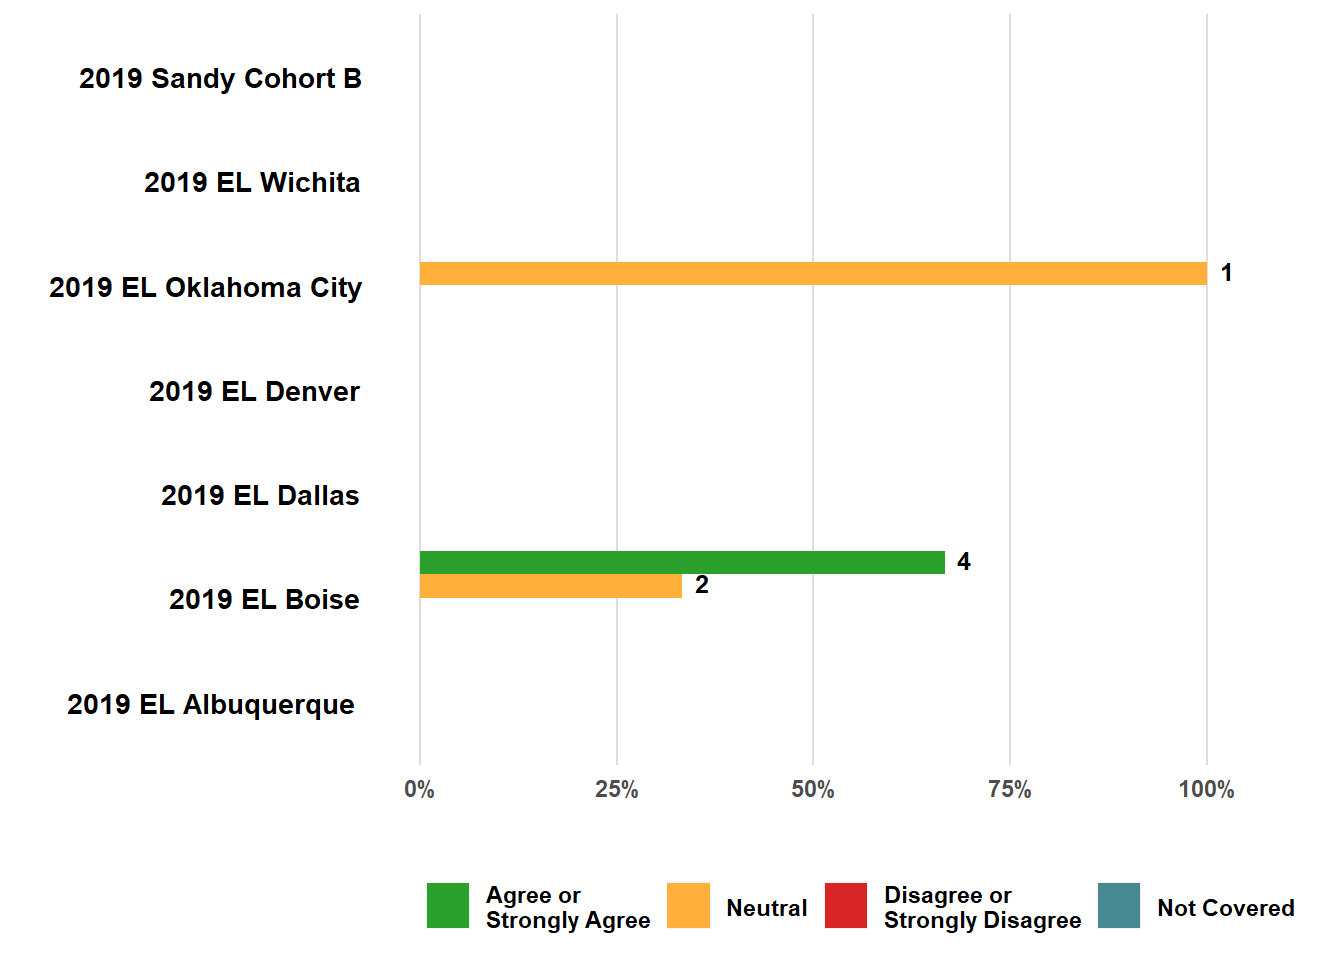 2019 Sandy Cohort B
2019 EL Wichita
2019 EL Oklahoma City
1
2019 EL Denver
2019 EL Dallas
4
2
2019 EL Boise
2019 EL Albuquerque
0% 25% 50% 75% 100%
Agree or
Strongly Agree
Neutral
Disagree or
Strongly Disagree
Not Covered